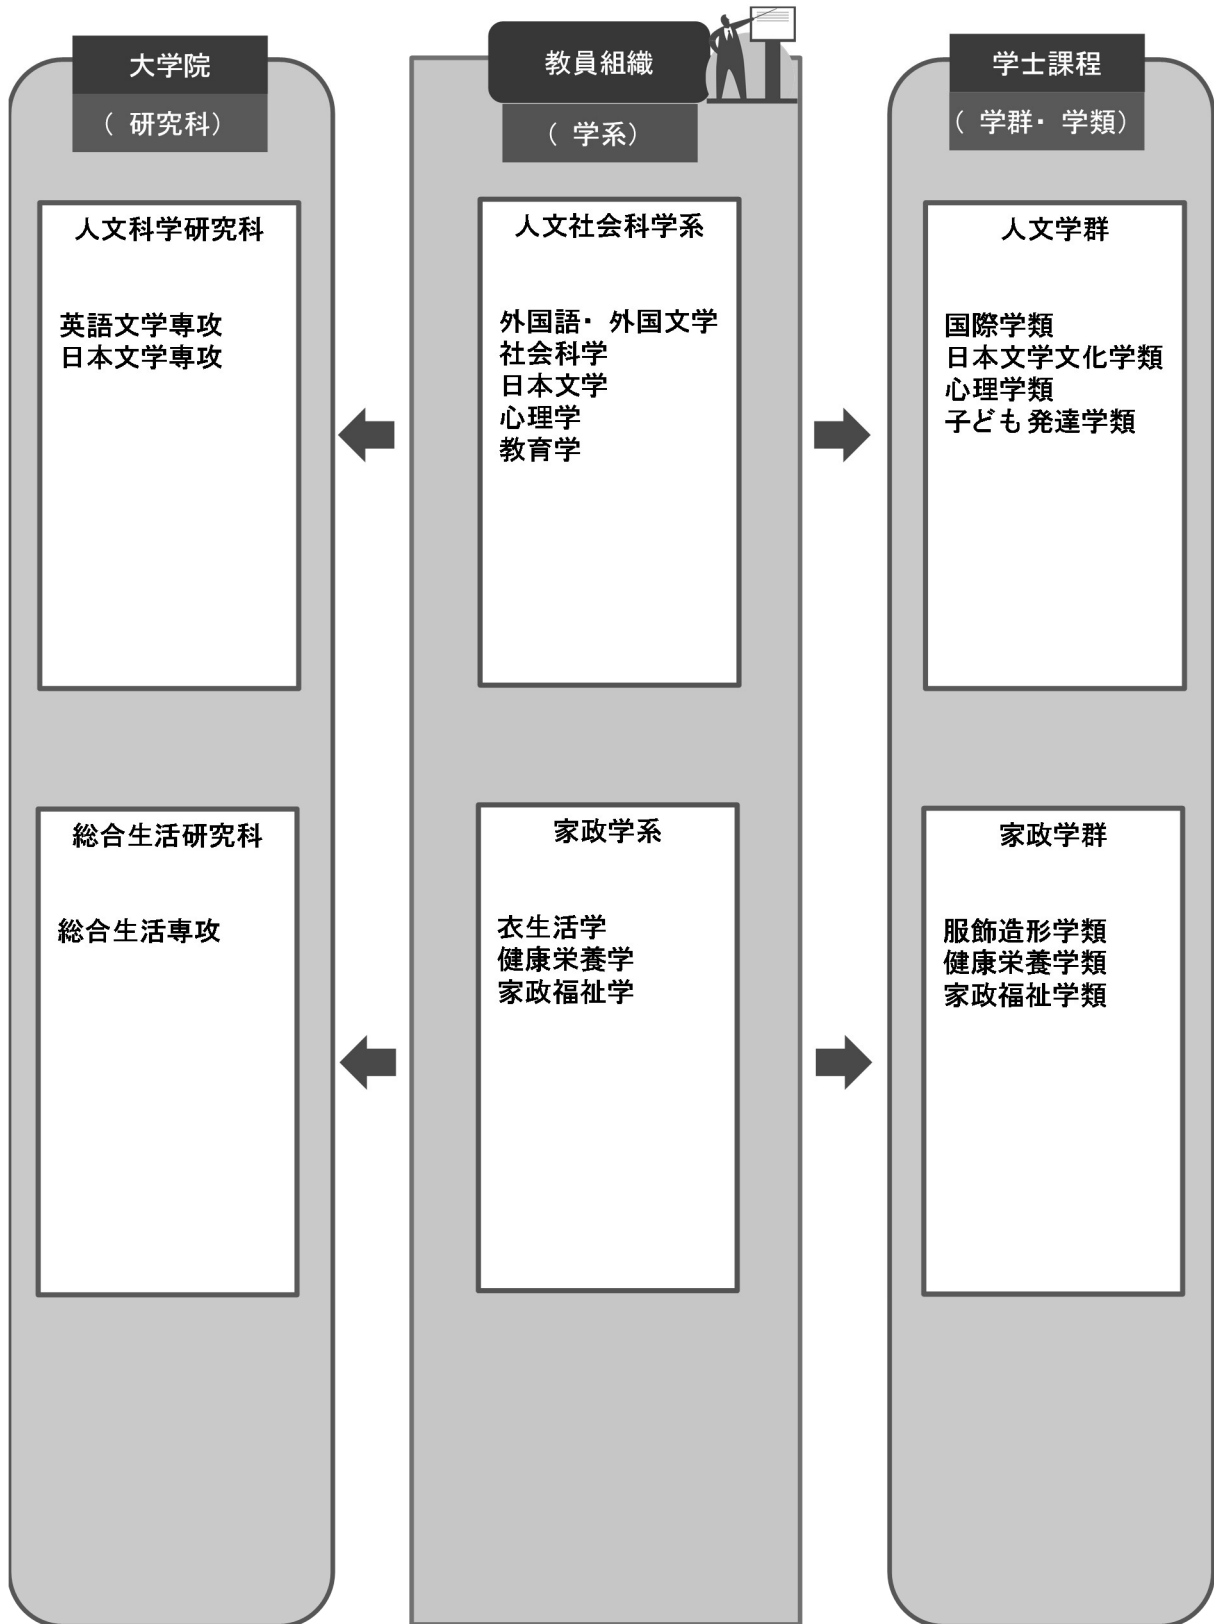 大学院
（研究科）
人文科学研究科
英語文学専攻
日本文学専攻
総合生活研究科
総合生活専攻
教員組織
（学系）
人文社会科学系
外国語・外国文学
社会科学
日本文学
心理学
教育学
家政学系
衣生活学
健康栄養学
家政福祉学
学士課程
（学群・学類）
人文学群
国際学類
日本文学文化学類
心理学類
子ども発達学類
家政学群
服飾造形学類
健康栄養学類
家政福祉学類